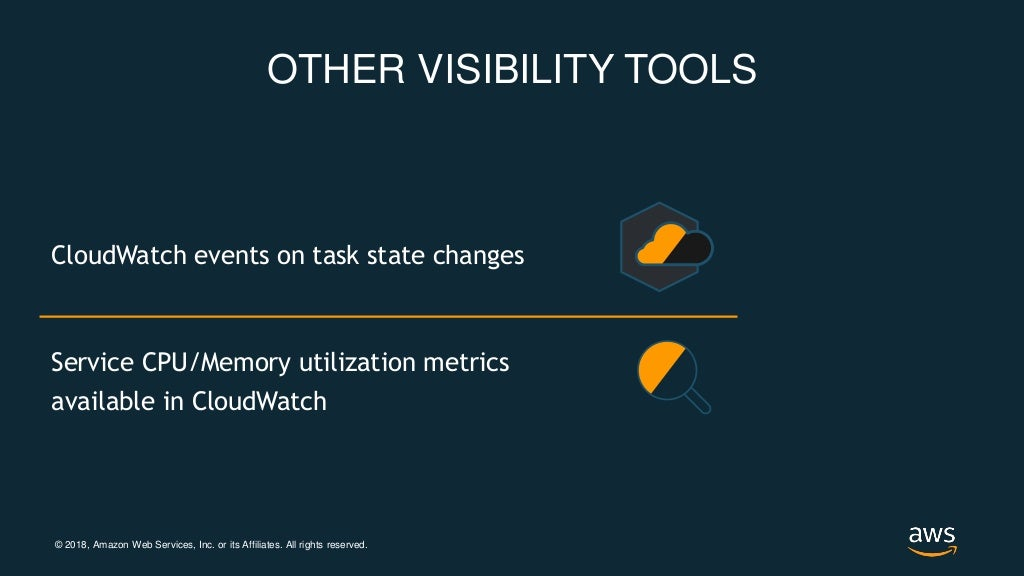 OTHER VISIBILITY TOOLS
CloudWatch events on task state changes
Service CPU/Memory utilization metrics
available in CloudWatch
© 2018, Amazon Web Services, Inc. or its Affiliates. All rights reserved.
aws